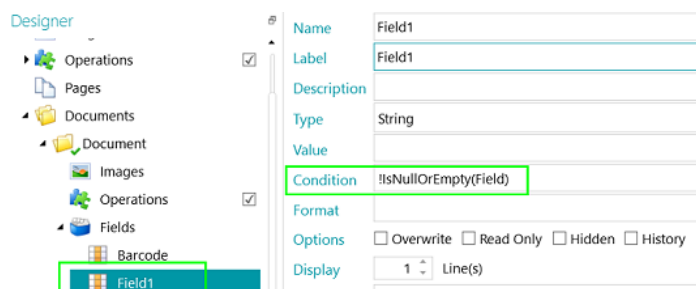 Designer
Operations
Pages
Documents
Document
Images
Operations
Fields
Barcode
Field1
Name Field1
Label Field1
Description
Type String
Value
Condition !IsNullOrEmpty(Field)
Format
Options Overwrite Read Only Hidden History
Display 1 Line(s)